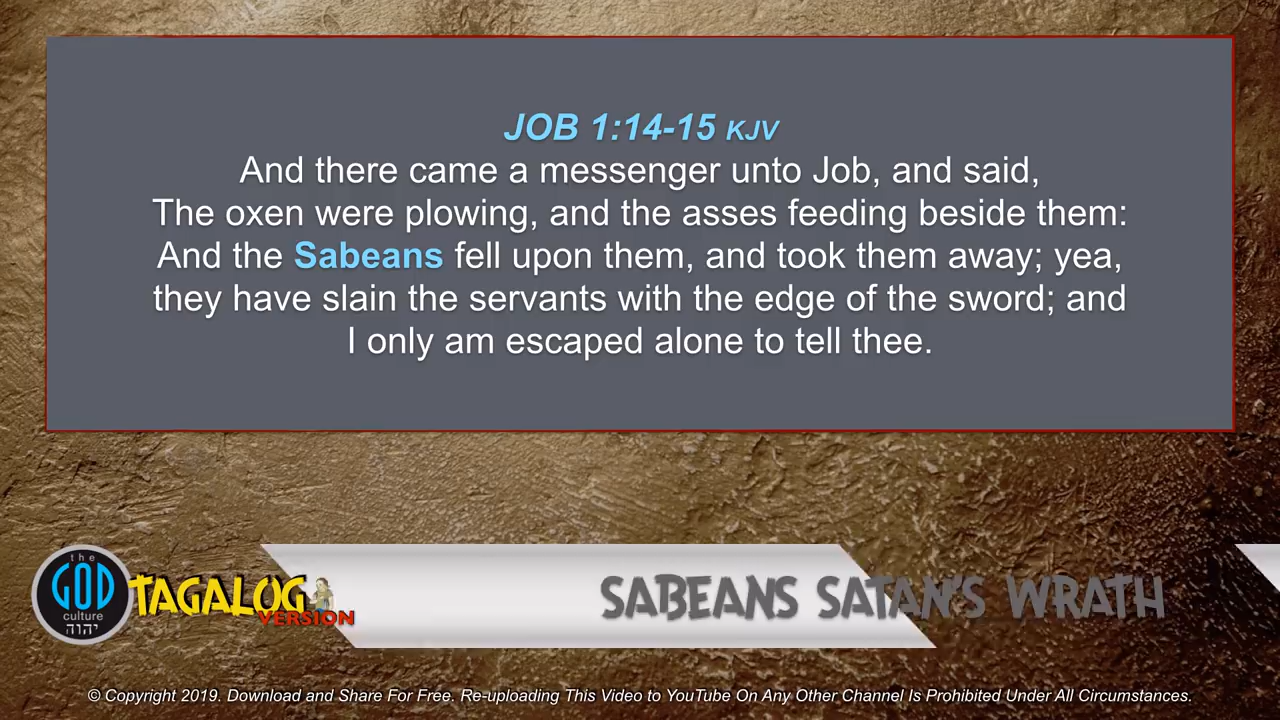 JOB 1:14-15 KJV
And there came a messenger unto Job, and said,
The oxen were plowing, and the asses feeding beside them:
And the Sabeans fell upon them, and took them away; yea,
they have slain the servants with the edge of the sword; and
I only am escaped alone to tell thee.
the
GOD
culture
יהוה
TAGALOG
VERSION
SABEANS SATAN'S WRATH
© Copyright 2019. Download and Share For Free. Re-uploading This Video to YouTube On Any Other Channel Is Prohibited Under All Circumstances.